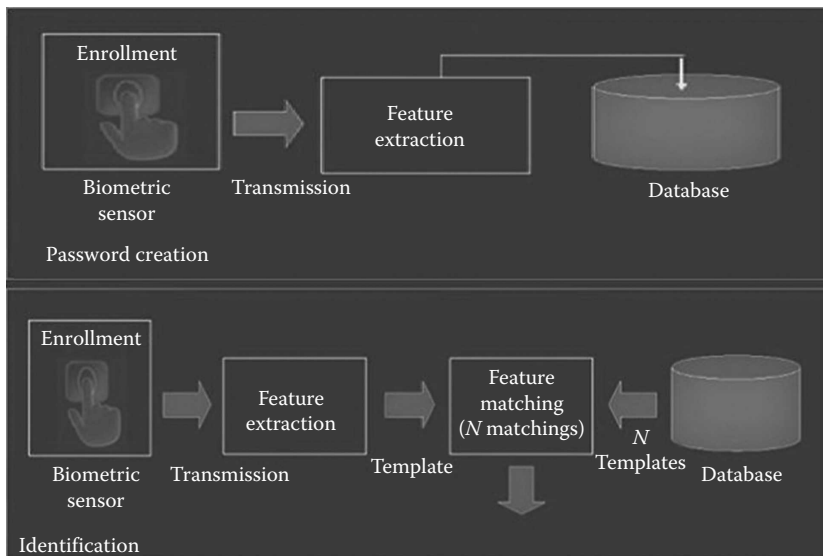 Enrollment
Feature
extraction
Biometric
sensor
Transmission
Database
Password creation
Enrollment
Feature
extraction
Feature
matching
(N matchings)
Biometric
sensor
Transmission
Template
N
Templates
Database
Identification